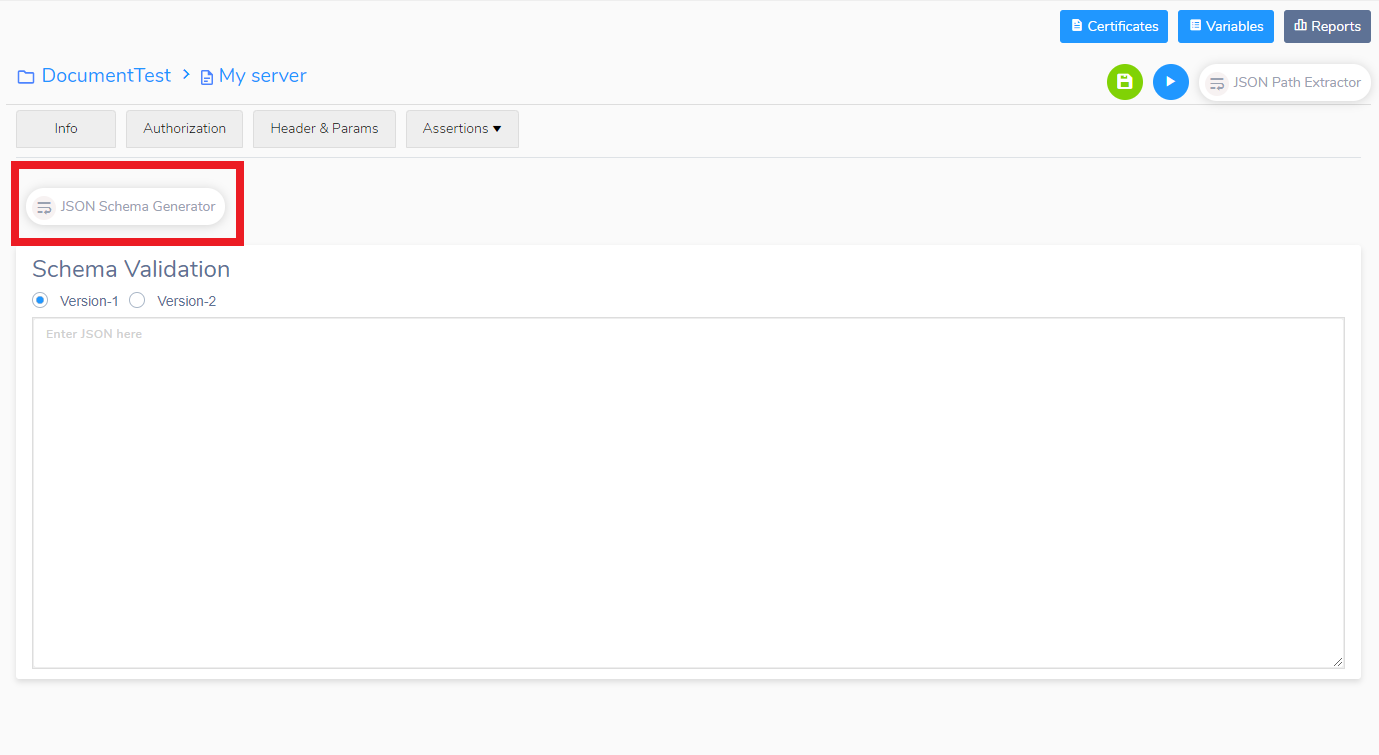 Certificates Variables Reports
DocumentTest > My server
JSON Path Extractor
Info Authorization Header & Params Assertions ▾
JSON Schema Generator
Schema Validation
Version-1 Version-2
Enter JSON here